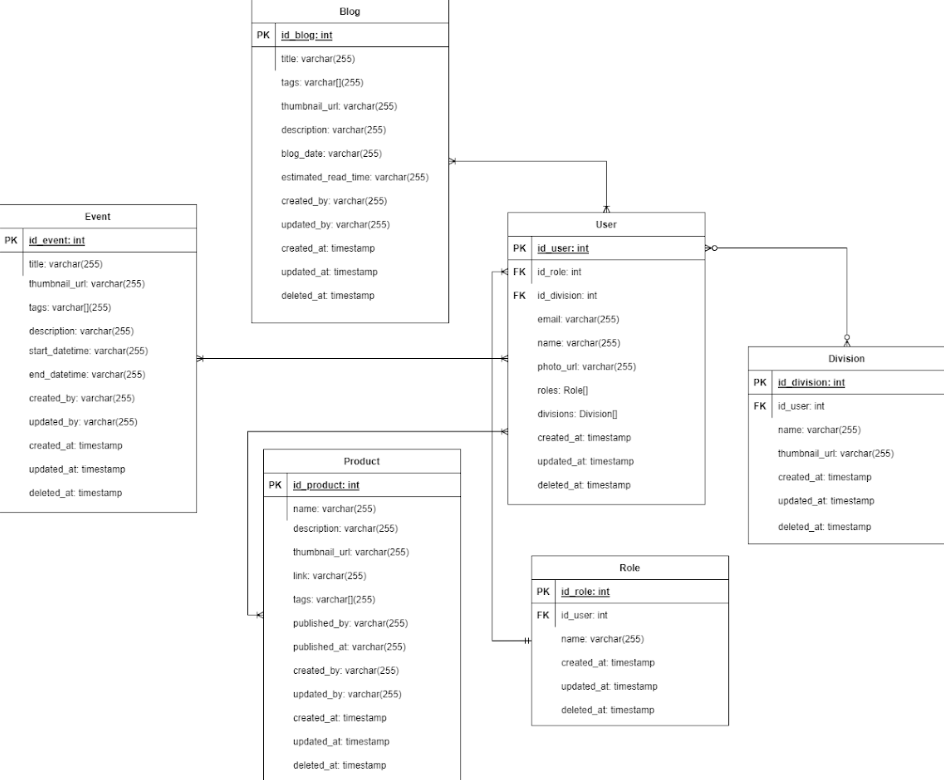 Blog
PK id_blog: int
title: varchar(255)
tags: varchar[](255)
thumbnail_url: varchar(255)
description: varchar(255)
blog_date: varchar(255)
estimated_read_time: varchar(255)
created_by: varchar(255)
updated_by: varchar(255)
created_at: timestamp
updated_at: timestamp
deleted_at: timestamp
Event
PK id_event: int
title: varchar(255)
thumbnail_url: varchar(255)
tags: varchar[](255)
description: varchar(255)
start_datetime: varchar(255)
end_datetime: varchar(255)
created_by: varchar(255)
updated_by: varchar(255)
created_at: timestamp
updated_at: timestamp
deleted_at: timestamp
User
PK id_user: int
FK id_role: int
FK id_division: int
email: varchar(255)
name: varchar(255)
photo_url: varchar(255)
roles: Role[]
divisions: Division[]
created_at: timestamp
updated_at: timestamp
deleted_at: timestamp
Division
PK id_division: int
FK id_user: int
name: varchar(255)
thumbnail_url: varchar(255)
created_at: timestamp
updated_at: timestamp
deleted_at: timestamp
Product
PK id_product: int
name: varchar(255)
description: varchar(255)
thumbnail_url: varchar(255)
link: varchar(255)
tags: varchar[](255)
published_by: varchar(255)
published_at: varchar(255)
created_by: varchar(255)
updated_by: varchar(255)
created_at: timestamp
updated_at: timestamp
deleted_at: timestamp
Role
PK id_role: int
FK id_user: int
name: varchar(255)
created_at: timestamp
updated_at: timestamp
deleted_at: timestamp